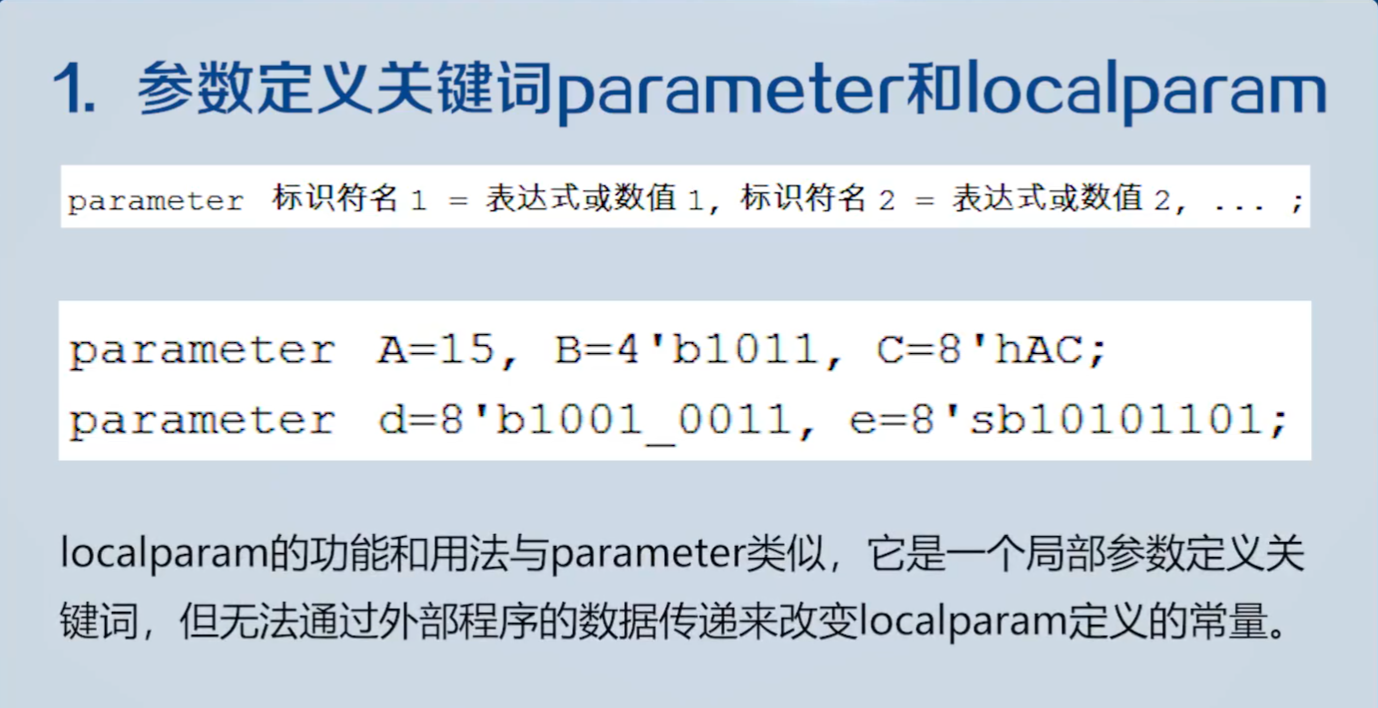 1. 参数定义关键词parameter和localparam
parameter 标识符名1 = 表达式或数值1, 标识符名2 = 表达式或数值2, ... ;
parameter A=15, B=4'b1011, C=8'hAC;
parameter d=8'b1001_0011, e=8'sb10101101;
localparam的功能和用法与parameter类似，它是一个局部参数定义关
键词，但无法通过外部程序的数据传递来改变localparam定义的常量。